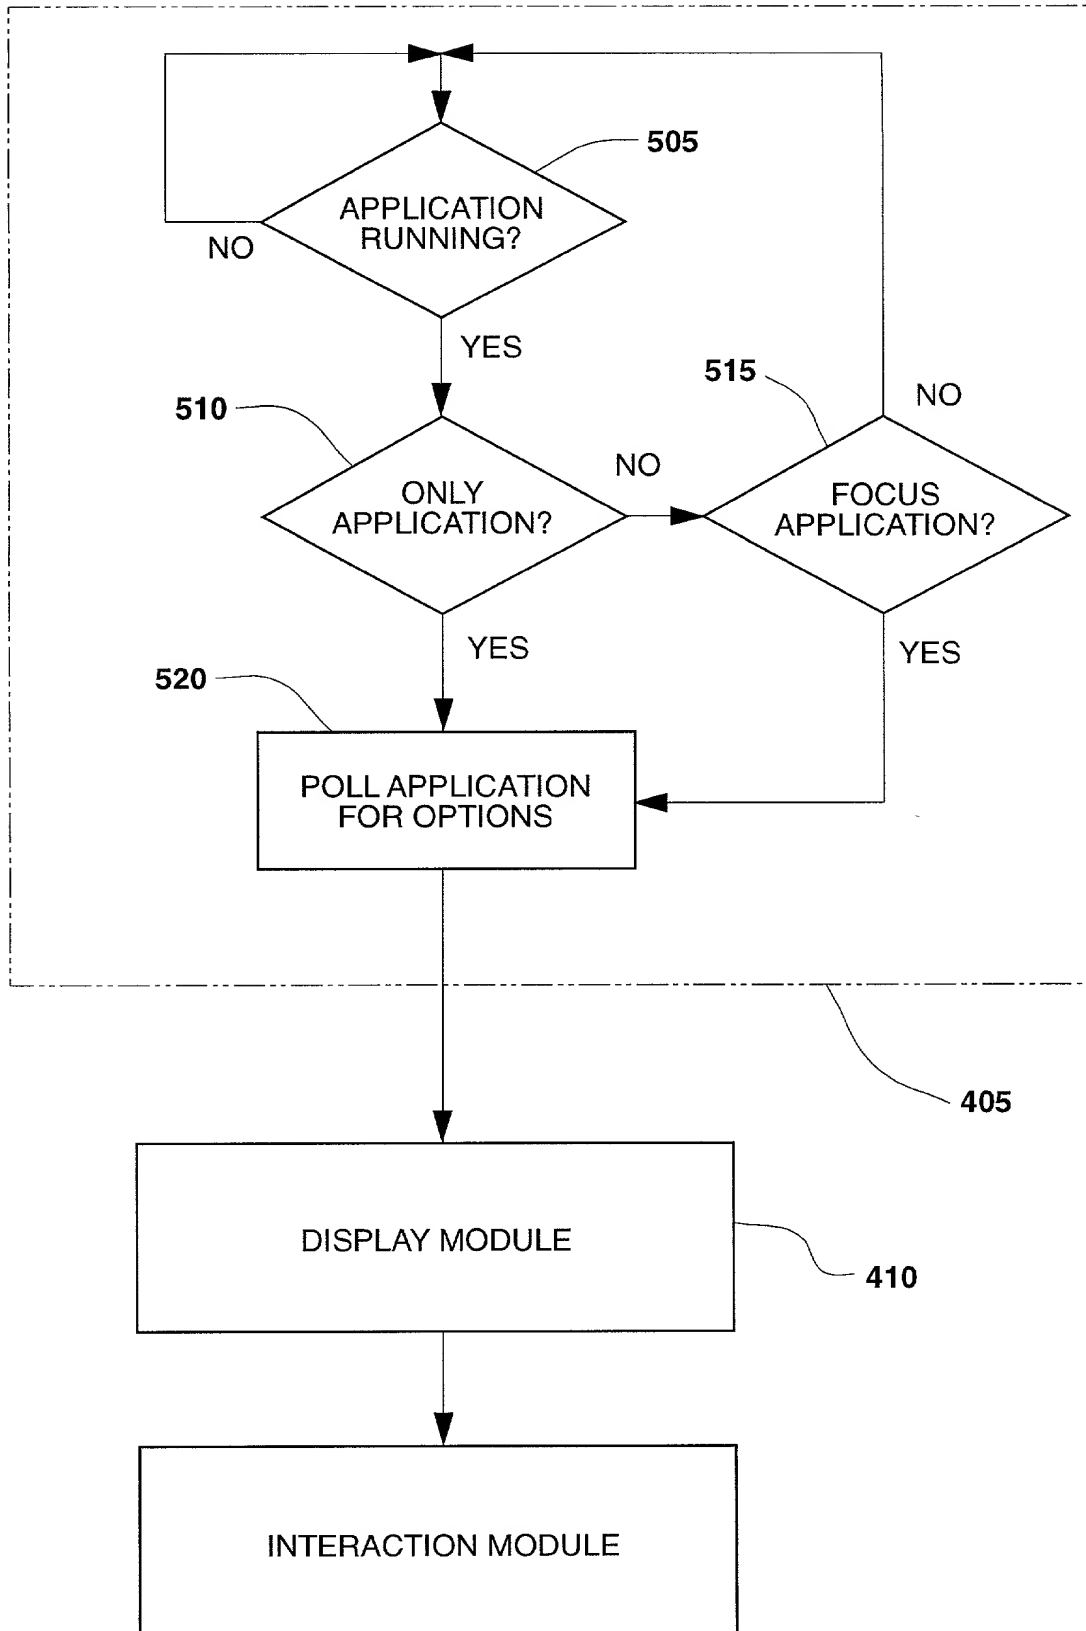 505
APPLICATION
RUNNING?
NO
YES
515
NO
510
NO
ONLY
APPLICATION?
FOCUS
APPLICATION?
YES
YES
520
POLL APPLICATION
FOR OPTIONS
405
DISPLAY MODULE
410
INTERACTION MODULE